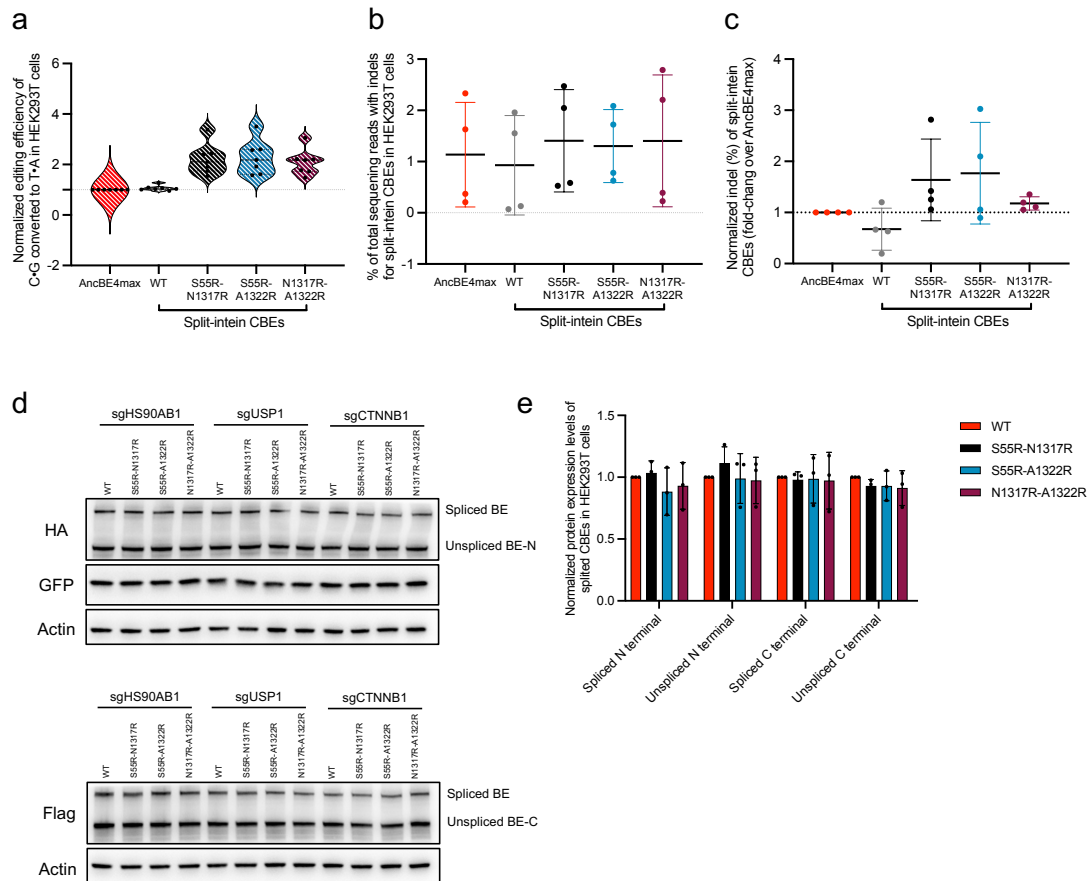 a
Normalized editing efficiency of
C•G converted to T•A in HEK293T cells
6
4
2
1
0
-2
AncBE4max
WT
S55R-
N1317R
S55R-
A1322R
N1317R-
A1322R
Split-intein CBEs
b
% of total sequencing reads with indels
for split-intein CBEs in HEK293T cells
3
2
1
0
-1
AncBE4max
WT
S55R-
N1317R
S55R-
A1322R
N1317R-
A1322R
Split-intein CBEs
c
Normalized indel (%) of split-intein
CBEs (fold-change over AncBE4max)
4
3
2
1
0
AncBE4max
WT
S55R-
N1317R
S55R-
A1322R
N1317R-
A1322R
Split-intein CBEs
d
sgHS90AB1
sgUSP1
sgCTNNB1
WT
S55R-N1317R
S55R-A1322R
N1317R-A1322R
WT
S55R-N1317R
S55R-A1322R
N1317R-A1322R
WT
S55R-N1317R
S55R-A1322R
N1317R-A1322R
HA
Spliced BE
Unspliced BE-N
GFP
Actin
sgHS90AB1
sgUSP1
sgCTNNB1
WT
S55R-N1317R
S55R-A1322R
N1317R-A1322R
WT
S55R-N1317R
S55R-A1322R
N1317R-A1322R
WT
S55R-N1317R
S55R-A1322R
N1317R-A1322R
Flag
Spliced BE
Unspliced BE-C
Actin
e
Normalized protein expression levels of
splited CBEs in HEK293T cells
1.5
1.0
0.5
0.0
Spliced N terminal
Unspliced N terminal
Spliced C terminal
Unspliced C terminal
WT
S55R-N1317R
S55R-A1322R
N1317R-A1322R